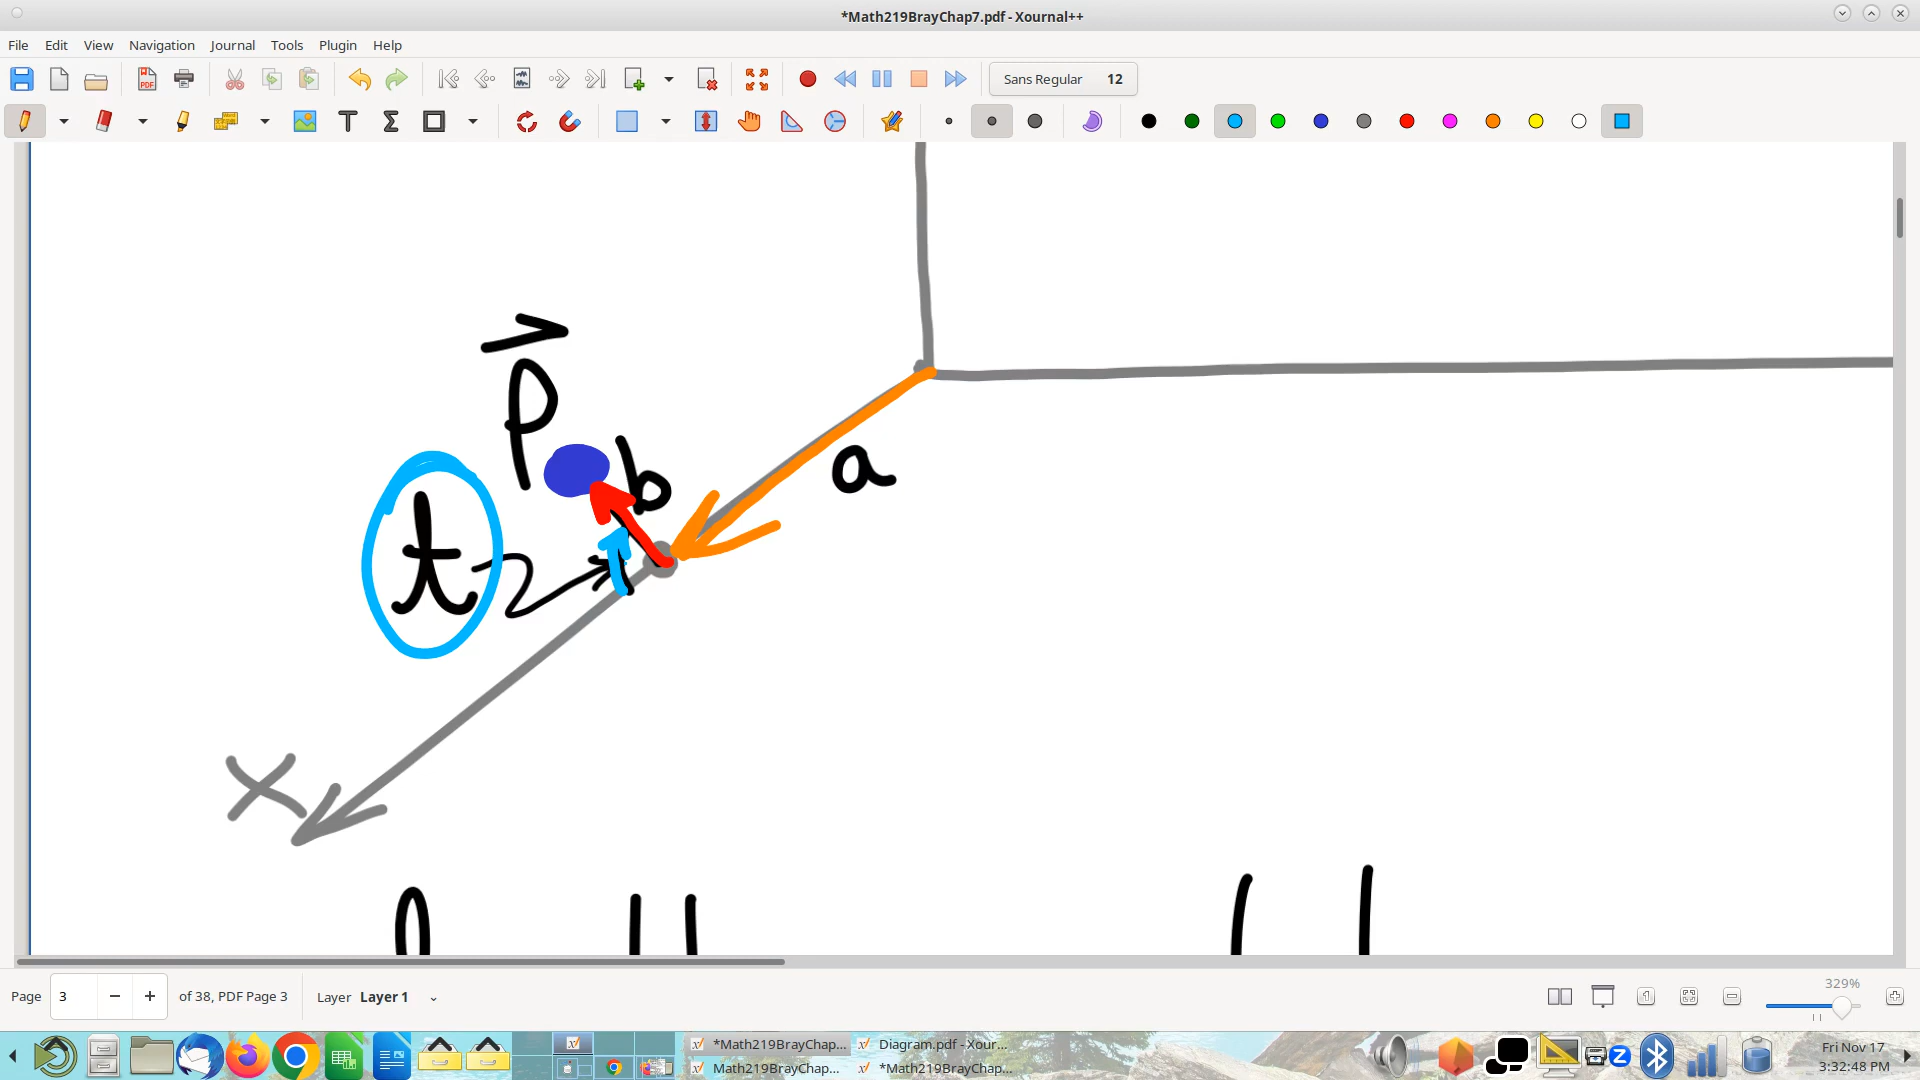 *Math219BrayChap7.pdf - Xournal++
File Edit View Navigation Journal Tools Plugin Help
Sans Regular 12
p
b
a
t
x
Page 3 of 38, PDF Page 3 Layer Layer 1
329%
*Math219BrayChap... Diagram.pdf - Xour...
Math219BrayChap... *Math219BrayChap...
Fri Nov 17
3:32:48 PM